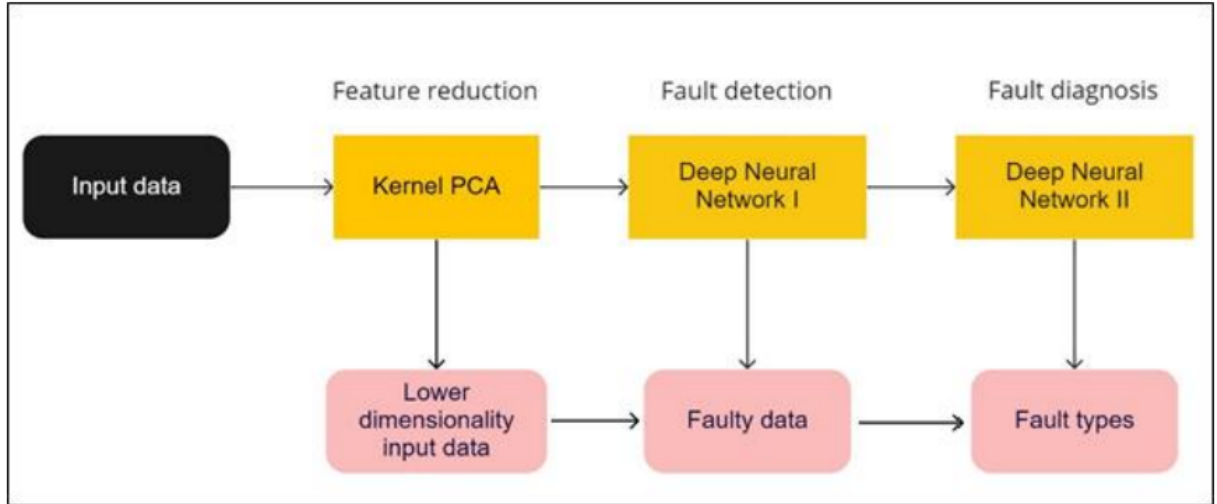 Feature reduction
Fault detection
Fault diagnosis
Input data
Kernel PCA
Deep Neural
Network I
Deep Neural
Network II
Lower
dimensionality
input data
Faulty data
Fault types